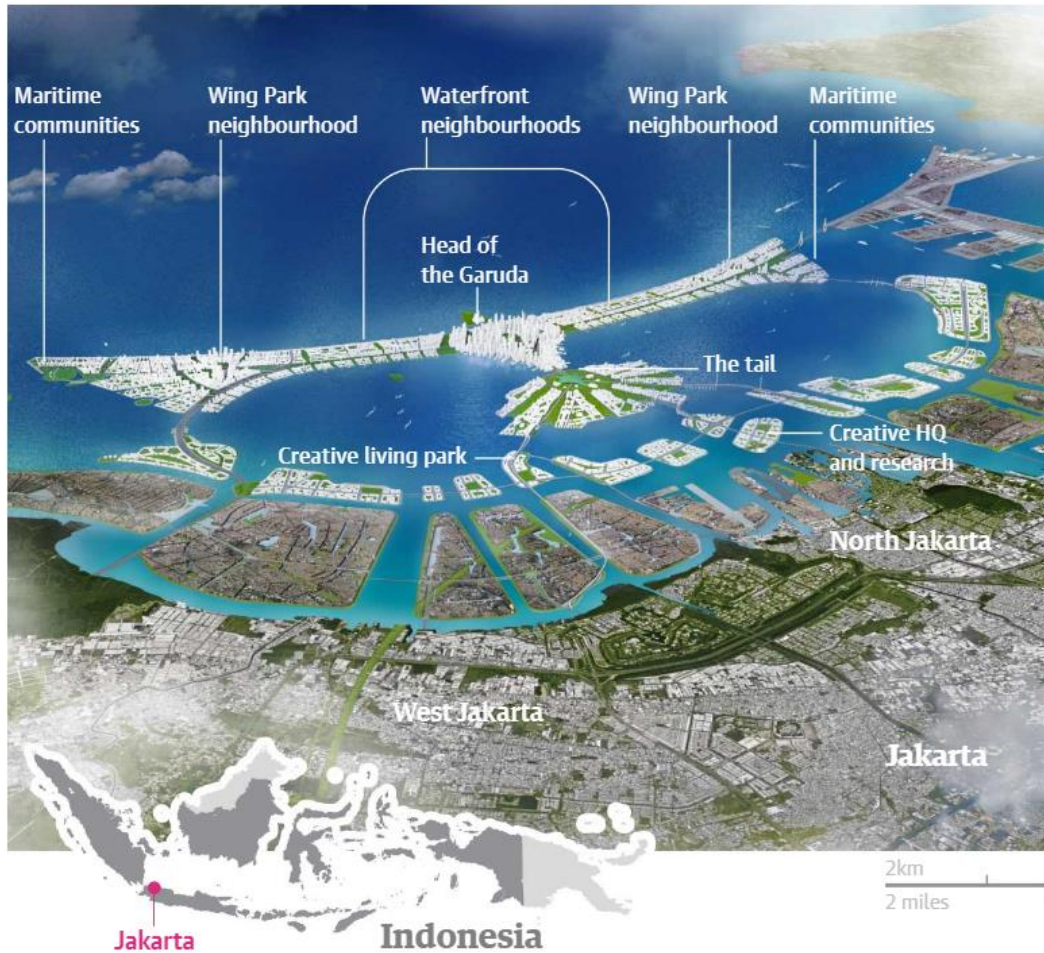 Maritime
communities
Wing Park
neighbourhood
Waterfront
neighbourhoods
Wing Park
neighbourhood
Maritime
communities
Head of
the Garuda
The tail
Creative living park
Creative HQ
and research
North Jakarta
West Jakarta
Jakarta
2km
2 miles
Jakarta
Indonesia